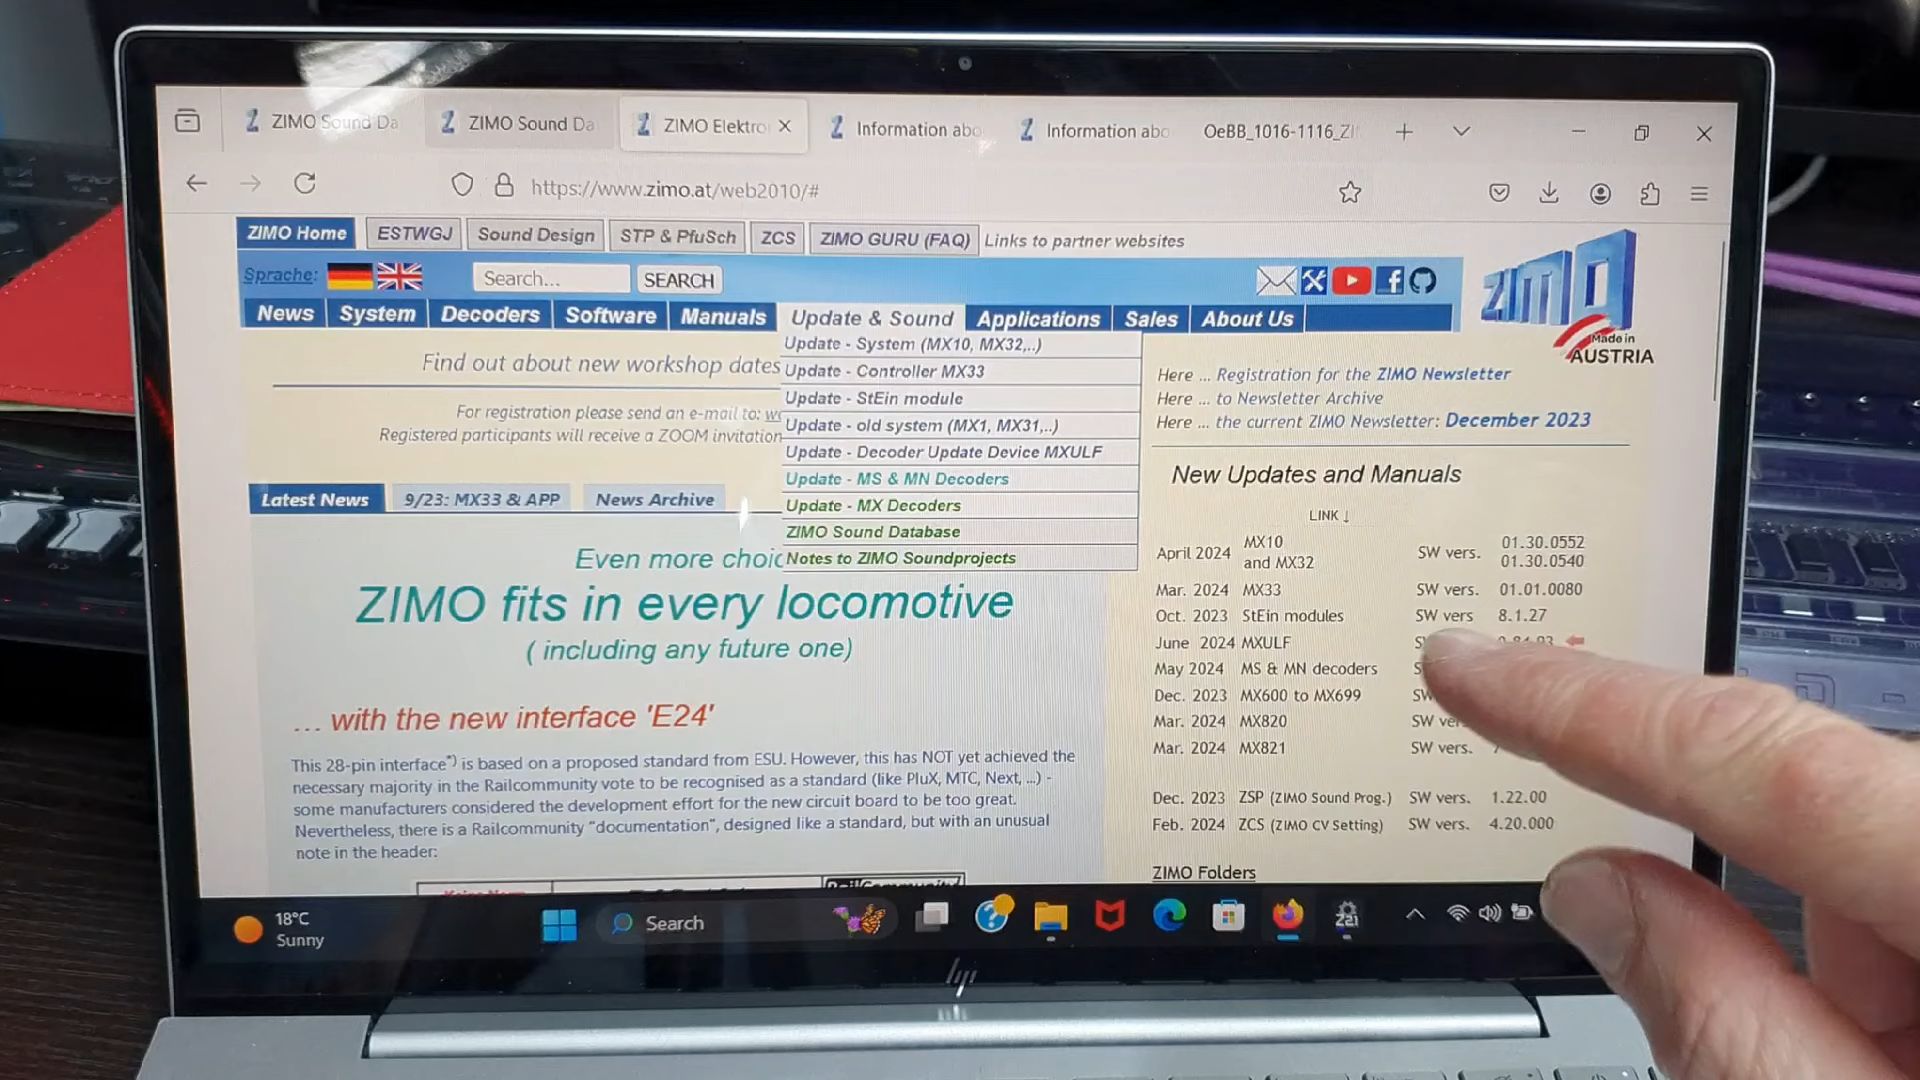 ZIMO Sound Da
ZIMO Sound Da
ZIMO Elektro
Information abo
Information abo
OeBB_1016-1116_ZI
https://www.zimo.at/web2010/#
ZIMO Home
ESTWGJ
Sound Design
STP & PfuSch
ZCS
ZIMO GURU (FAQ)
Links to partner websites
Sprache:
Search...
SEARCH
ZIMO
Made in
AUSTRIA
News
System
Decoders
Software
Manuals
Update & Sound
Applications
Sales
About Us
Update - System (MX10, MX32,..)
Update - Controller MX33
Update - StEin module
Update - old system (MX1, MX31,..)
Update - Decoder Update Device MXULF
Update - MS & MN Decoders
Update - MX Decoders
ZIMO Sound Database
Notes to ZIMO Soundprojects
Find out about new workshop dates
For registration please send an e-mail to:
Registered participants will receive a ZOOM invitation
Latest News
9/23: MX33 & APP
News Archive
Even more choic
ZIMO fits in every locomotive
( including any future one)
... with the new interface 'E24'
This 28-pin interface*) is based on a proposed standard from ESU. However, this has NOT yet achieved the
necessary majority in the Railcommunity vote to be recognised as a standard (like PluX, MTC, Next, ...) -
some manufacturers considered the development effort for the new circuit board to be too great.
Nevertheless, there is a Railcommunity "documentation", designed like a standard, but with an unusual
note in the header:
Here ... Registration for the ZIMO Newsletter
Here ... to Newsletter Archive
Here ... the current ZIMO Newsletter: December 2023
New Updates and Manuals
LINK ↓
April 2024 MX10 and MX32 SW vers. 01.30.0552 01.30.0540
Mar. 2024 MX33 SW vers. 01.01.0080
Oct. 2023 StEin modules SW vers 8.1.27
June 2024 MXULF
May 2024 MS & MN decoders
Dec. 2023 MX600 to MX699 SW
Mar. 2024 MX820 SW ver
Mar. 2024 MX821 SW vers.
Dec. 2023 ZSP (ZIMO Sound Prog.) SW vers. 1.22.00
Feb. 2024 ZCS (ZIMO CV Setting) SW vers. 4.20.000
ZIMO Folders
18°C
Sunny
Search
Z21
hp